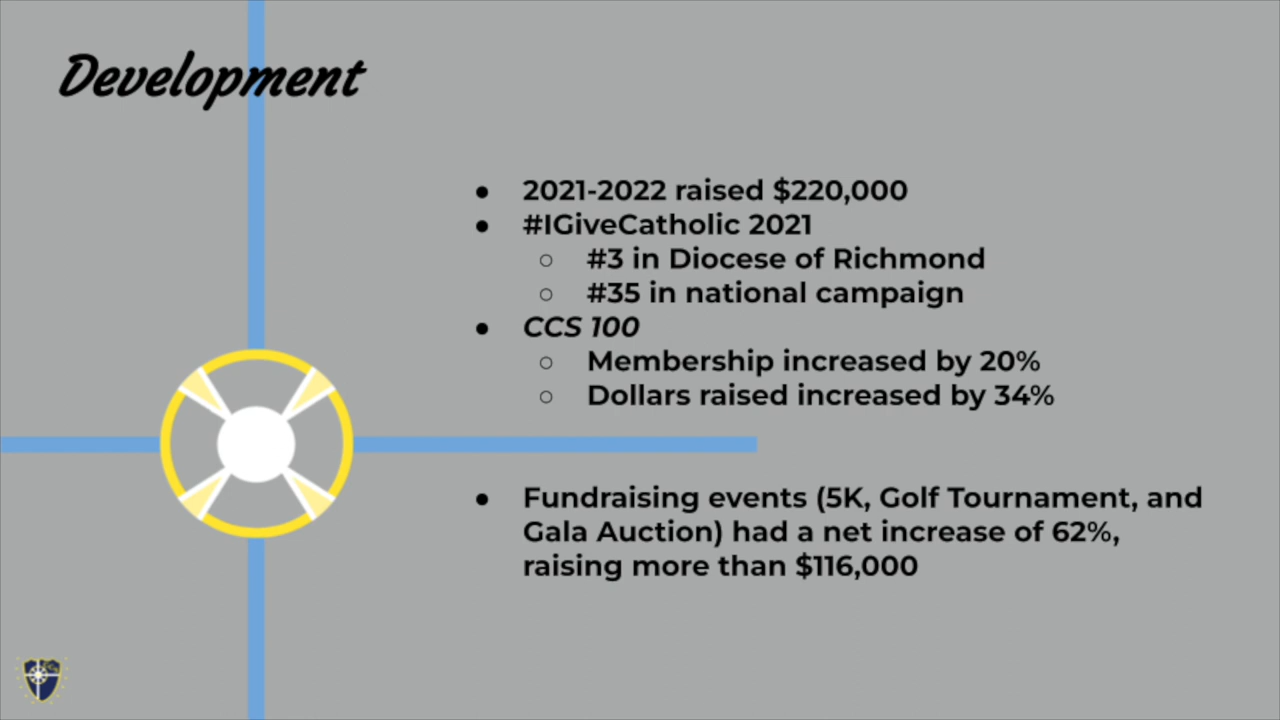 Development
● 2021-2022 raised $220,000
● #IGiveCatholic 2021
○ #3 in Diocese of Richmond
○ #35 in national campaign
● CCS 100
○ Membership increased by 20%
○ Dollars raised increased by 34%
● Fundraising events (5K, Golf Tournament, and
Gala Auction) had a net increase of 62%,
raising more than $116,000